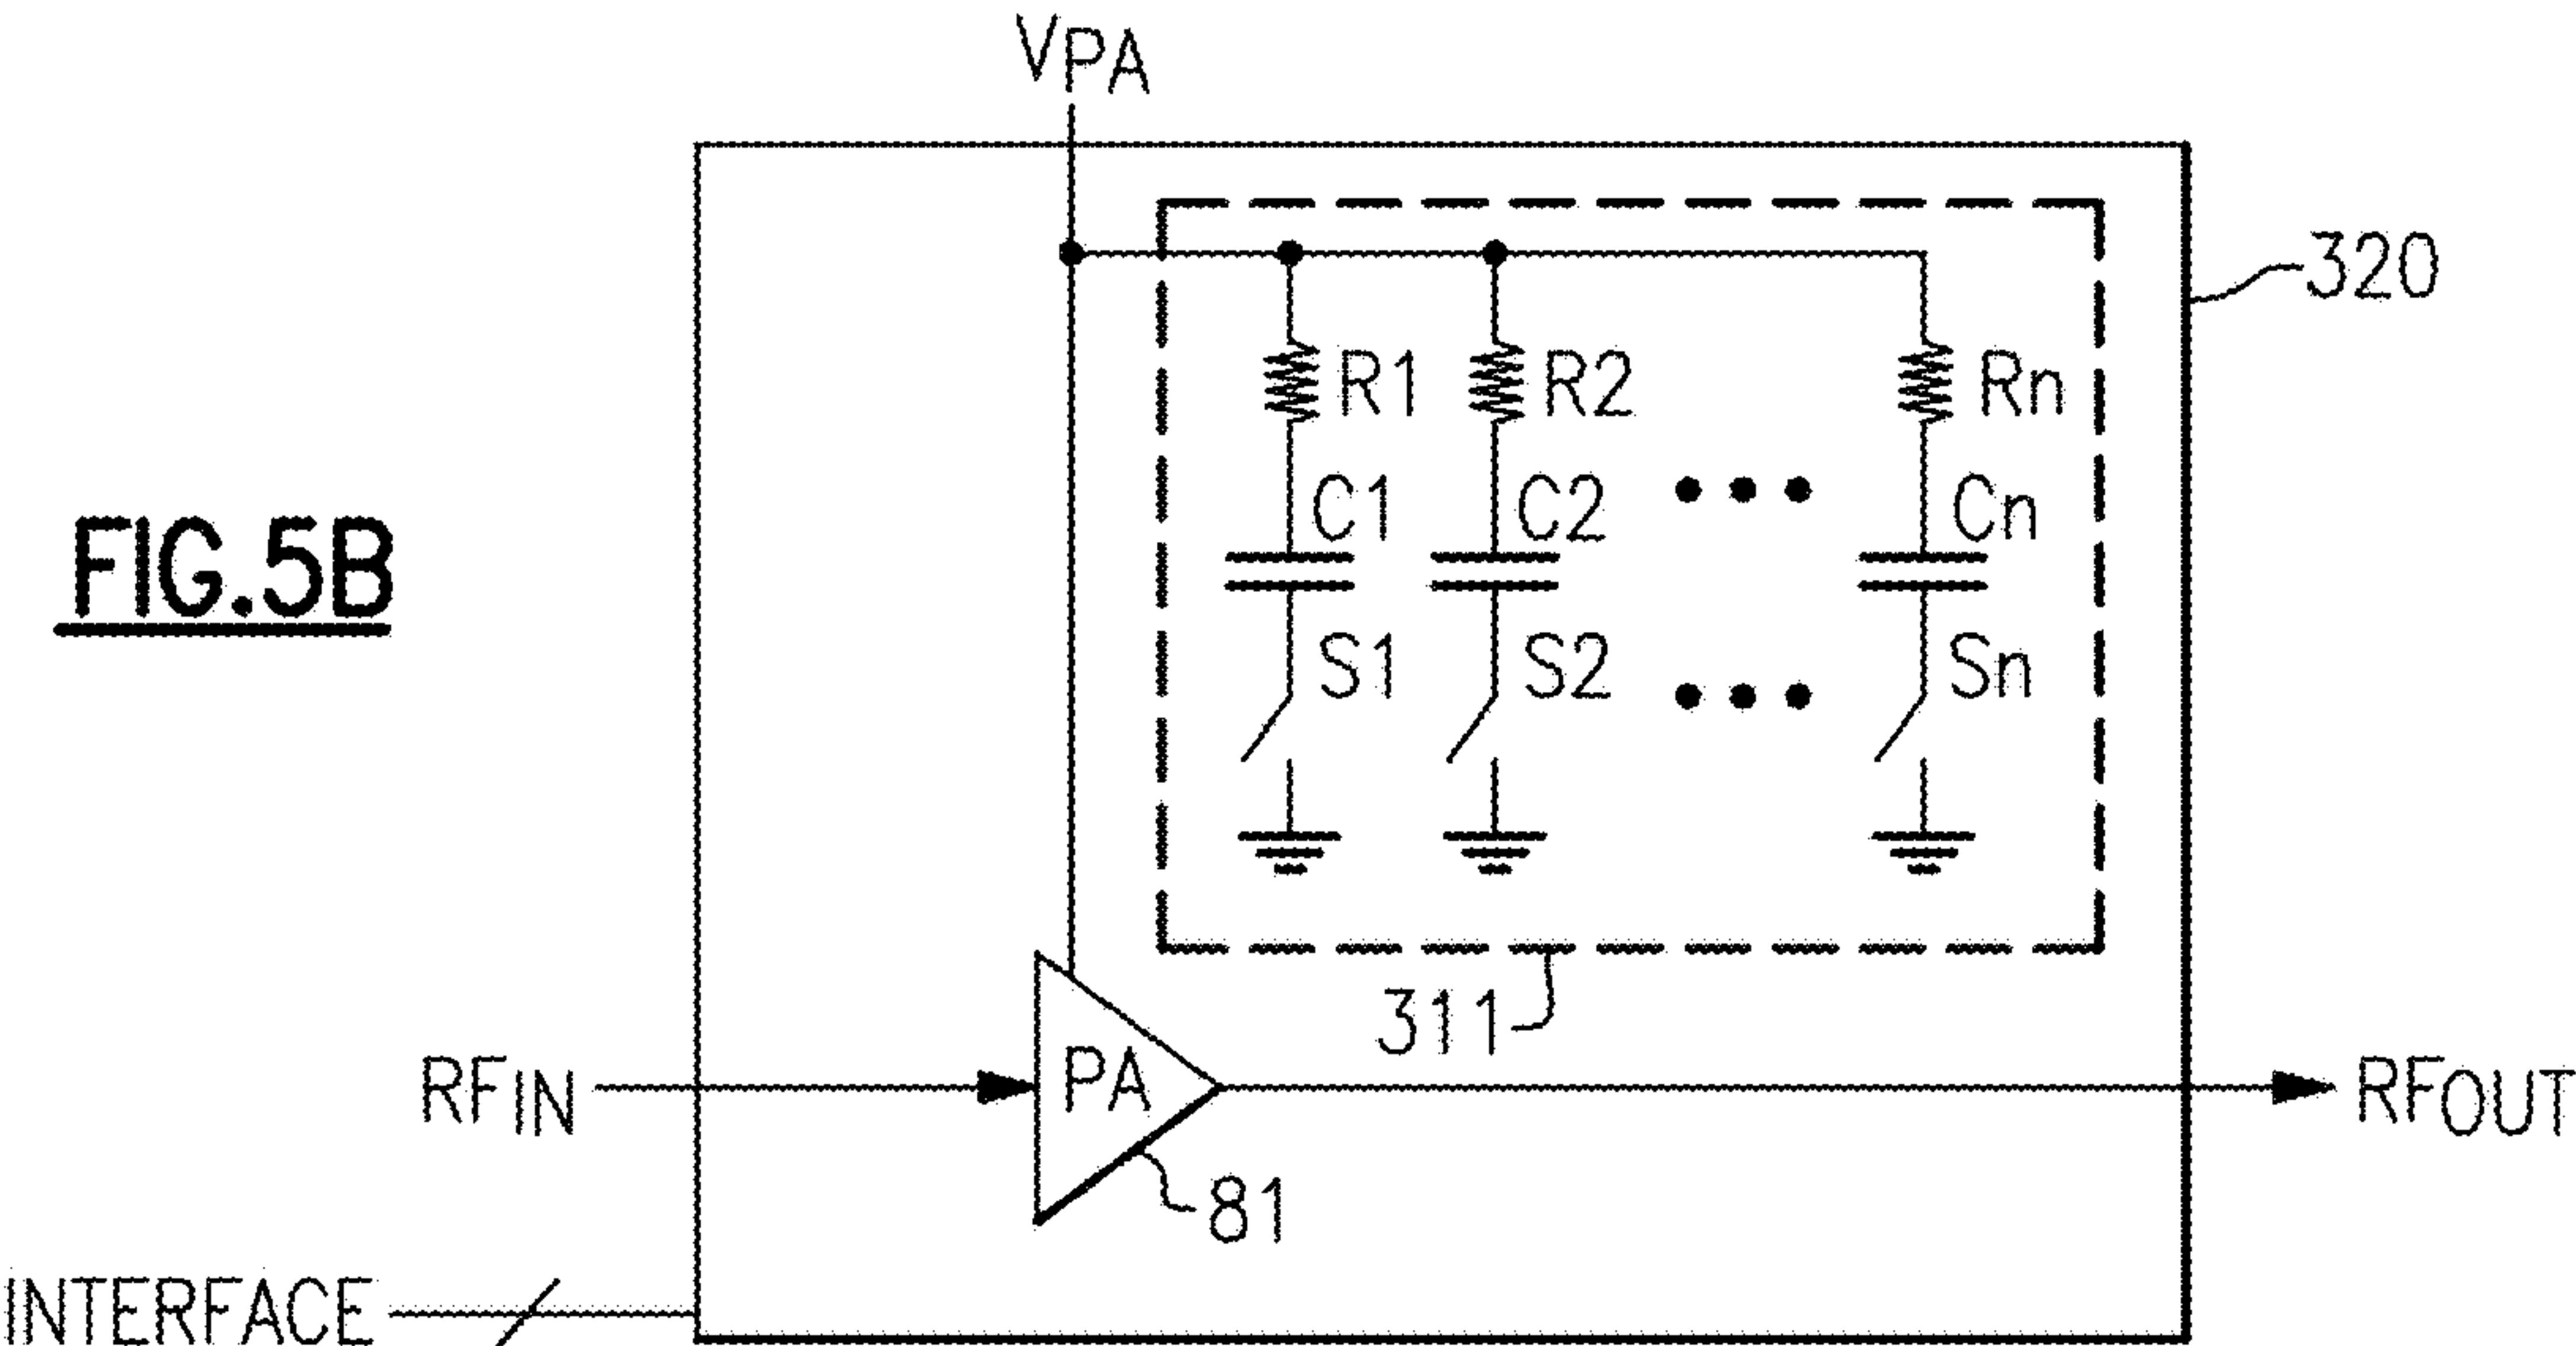 VPA
320
R1 R2 Rn
C1 C2 Cn
FIG.5B
S1 S2 Sn
311
RFIN PA RFOUT
81
INTERFACE